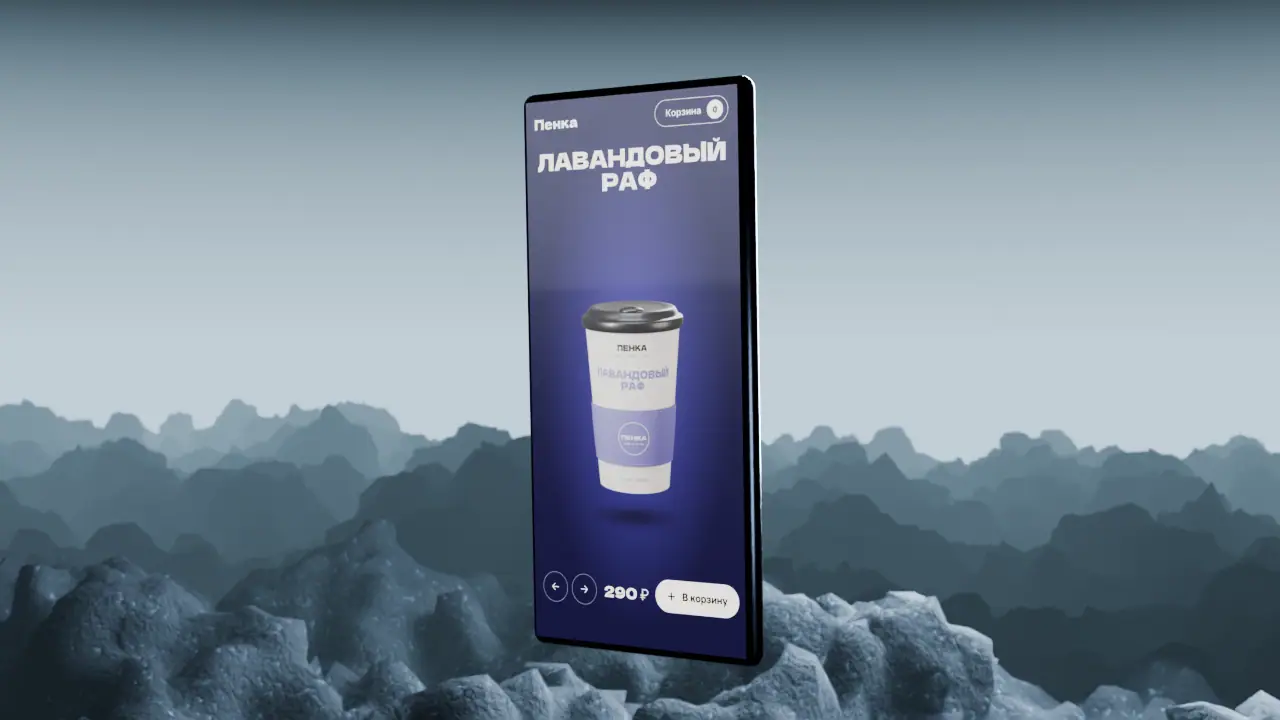 Пенка
Корзина 0
ЛАВАНДОВЫЙ
РАФ
ПЕНКА
ЛАВАНДОВЫЙ
РАФ
ПЕНКА
290 ₽
+ В корзину